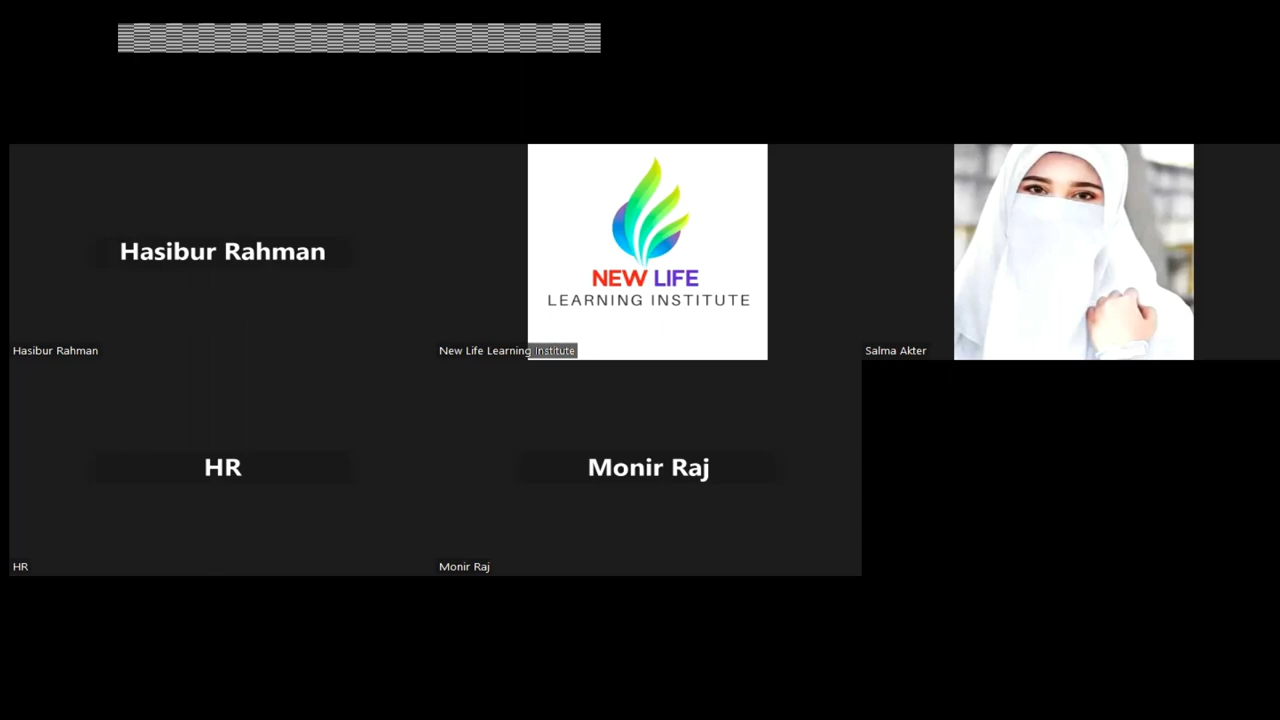 Hasibur Rahman
NEW LIFE
LEARNING INSTITUTE
Hasibur Rahman
New Life Learning Institute
Salma Akter
HR
Monir Raj
HR
Monir Raj